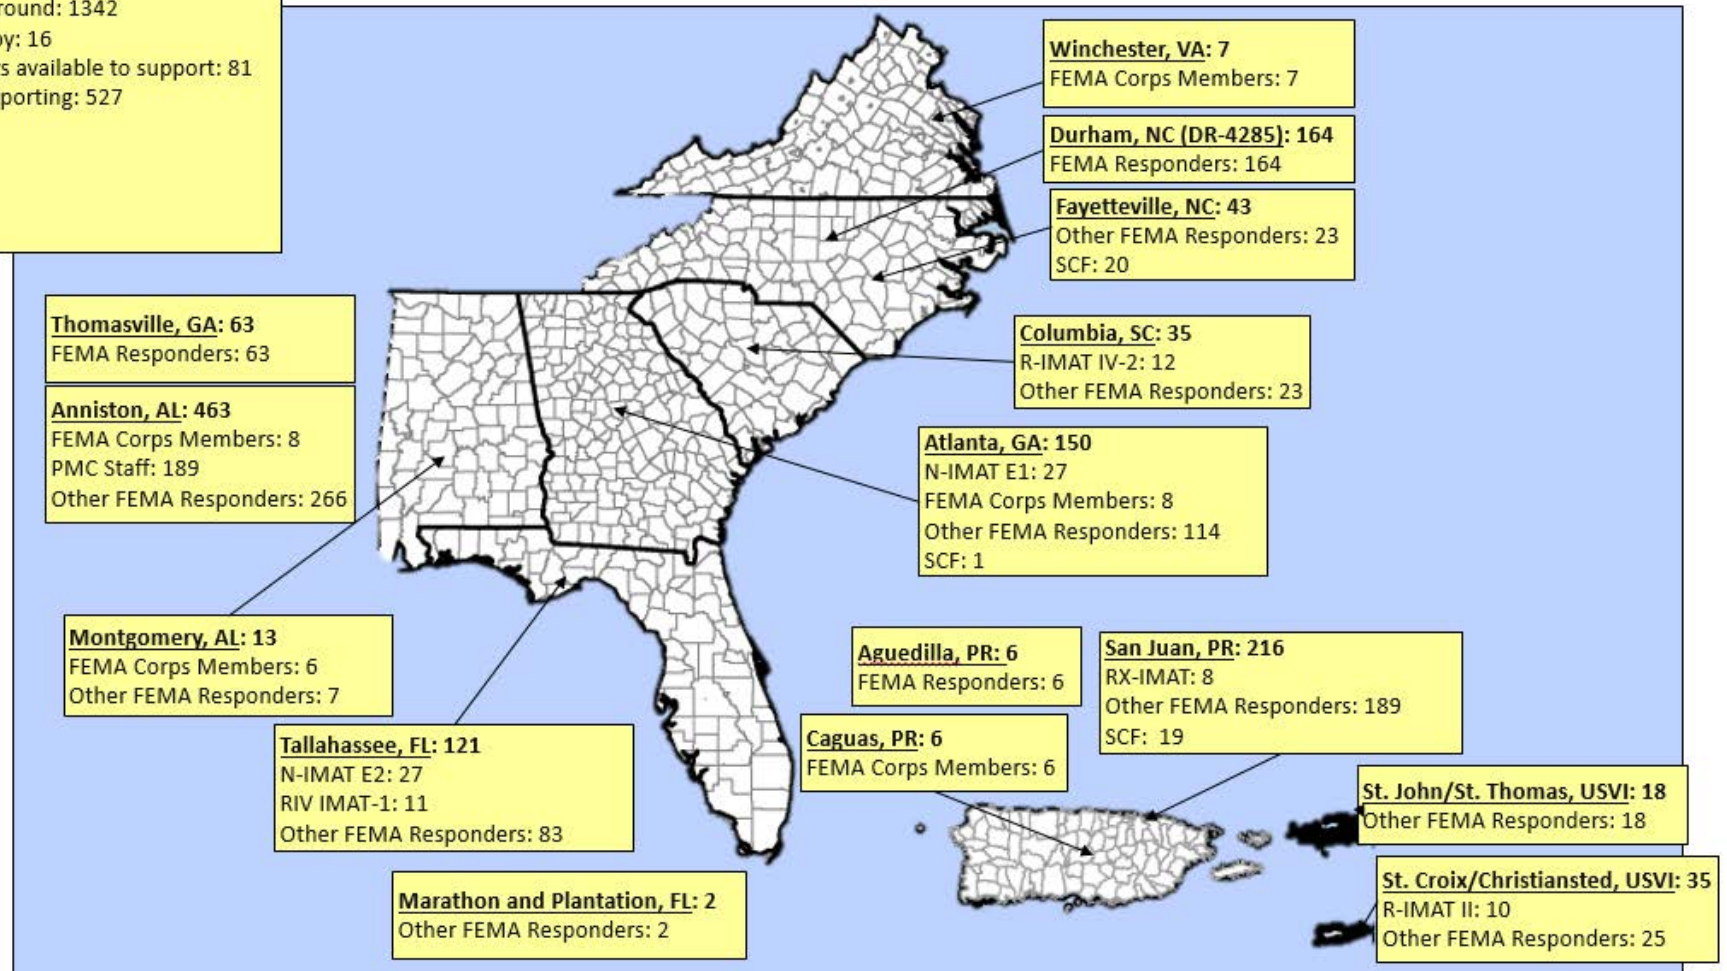 round: 1342
y: 16
s available to support: 81
porting: 527
Winchester, VA: 7
FEMA Corps Members: 7
Durham, NC (DR-4285): 164
FEMA Responders: 164
Fayetteville, NC: 43
Other FEMA Responders: 23
SCF: 20
Thomasville, GA: 63
FEMA Responders: 63
Anniston, AL: 463
FEMA Corps Members: 8
PMC Staff: 189
Other FEMA Responders: 266
Columbia, SC: 35
R-IMAT IV-2: 12
Other FEMA Responders: 23
Atlanta, GA: 150
N-IMAT E1: 27
FEMA Corps Members: 8
Other FEMA Responders: 114
SCF: 1
Montgomery, AL: 13
FEMA Corps Members: 6
Other FEMA Responders: 7
Tallahassee, FL: 121
N-IMAT E2: 27
RIV IMAT-1: 11
Other FEMA Responders: 83
Marathon and Plantation, FL: 2
Other FEMA Responders: 2
Aguedilla, PR: 6
FEMA Responders: 6
Caguas, PR: 6
FEMA Corps Members: 6
San Juan, PR: 216
RX-IMAT: 8
Other FEMA Responders: 189
SCF: 19
St. John/St. Thomas, USVI: 18
Other FEMA Responders: 18
St. Croix/Christiansted, USVI: 35
R-IMAT II: 10
Other FEMA Responders: 25